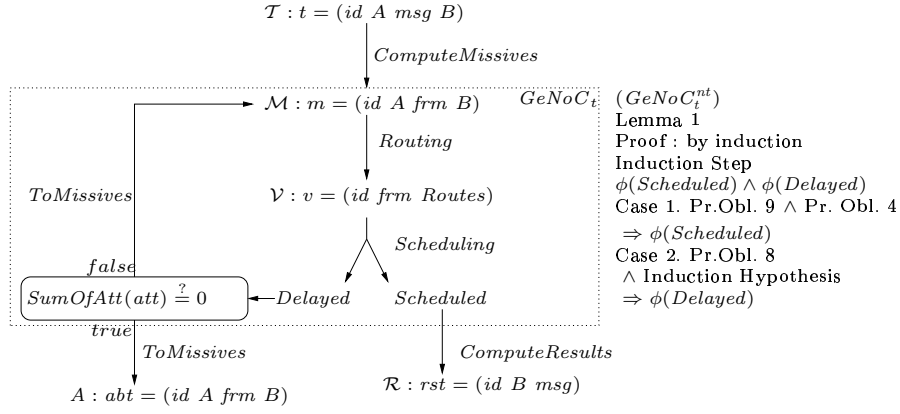 𝒯 : t = (id A msg B)
ComputeMissives
GeNoC_t
ℳ : m = (id A frm B)
Routing
ToMissives
𝒱 : v = (id frm Routes)
Scheduling
false
SumOfAtt(att) ≟ 0
Delayed
Scheduled
true
ToMissives
ComputeResults
A : abt = (id A frm B)
ℛ : rst = (id B msg)
(GeNoC_t^{nt})
Lemma 1
Proof : by induction
Induction Step
ϕ(Scheduled) ∧ ϕ(Delayed)
Case 1. Pr.Obl. 9 ∧ Pr. Obl. 4
⇒ ϕ(Scheduled)
Case 2. Pr.Obl. 8
∧ Induction Hypothesis
⇒ ϕ(Delayed)